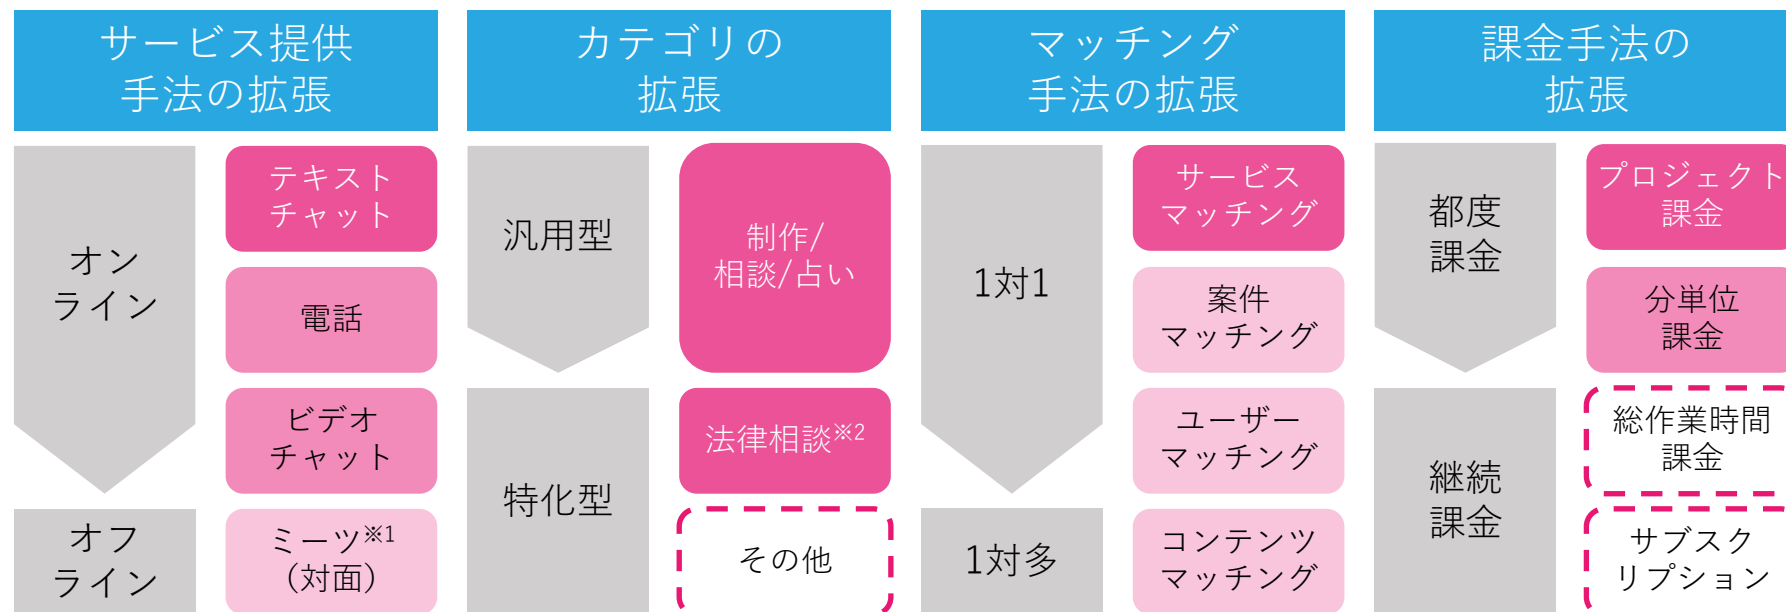 サービス提供
手法の拡張
オン
ライン
テキスト
チャット
電話
ビデオ
チャット
オフ
ライン
ミーツ※1
(対面)
カテゴリの
拡張
汎用型
制作/
相談/占い
特化型
法律相談※2
その他
マッチング
手法の拡張
1対1
サービス
マッチング
案件
マッチング
ユーザー
マッチング
1対多
コンテンツ
マッチング
課金手法の
拡張
都度
課金
プロジェクト
課金
分単位
課金
継続
課金
総作業時間
課金
サブスク
リプション